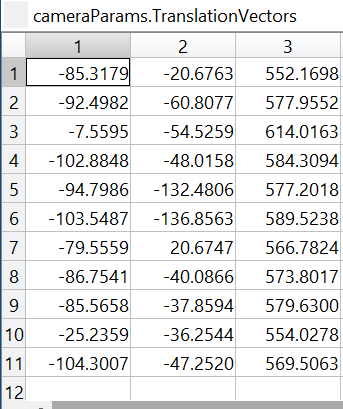 cameraParams.TranslationVectors
1 2 3
1 -85.3179 -20.6763 552.1698
2 -92.4982 -60.8077 577.9552
3 -7.5595 -54.5259 614.0163
4 -102.8848 -48.0158 584.3094
5 -94.7986 -132.4806 577.2018
6 -103.5487 -136.8563 589.5238
7 -79.5559 20.6747 566.7824
8 -86.7541 -40.0866 573.8017
9 -85.5658 -37.8594 579.6300
10 -25.2359 -36.2544 554.0278
11 -104.3007 -47.2520 569.5063
12